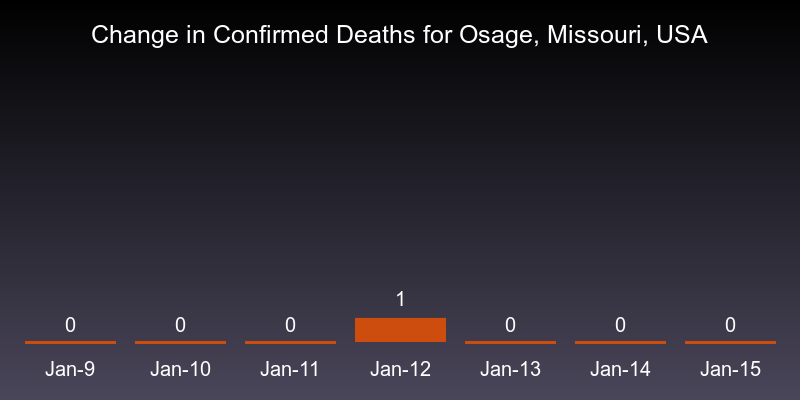 Change in Confirmed Deaths for Osage, Missouri, USA
1
0 0 0 0 0 0
Jan-9 Jan-10 Jan-11 Jan-12 Jan-13 Jan-14 Jan-15